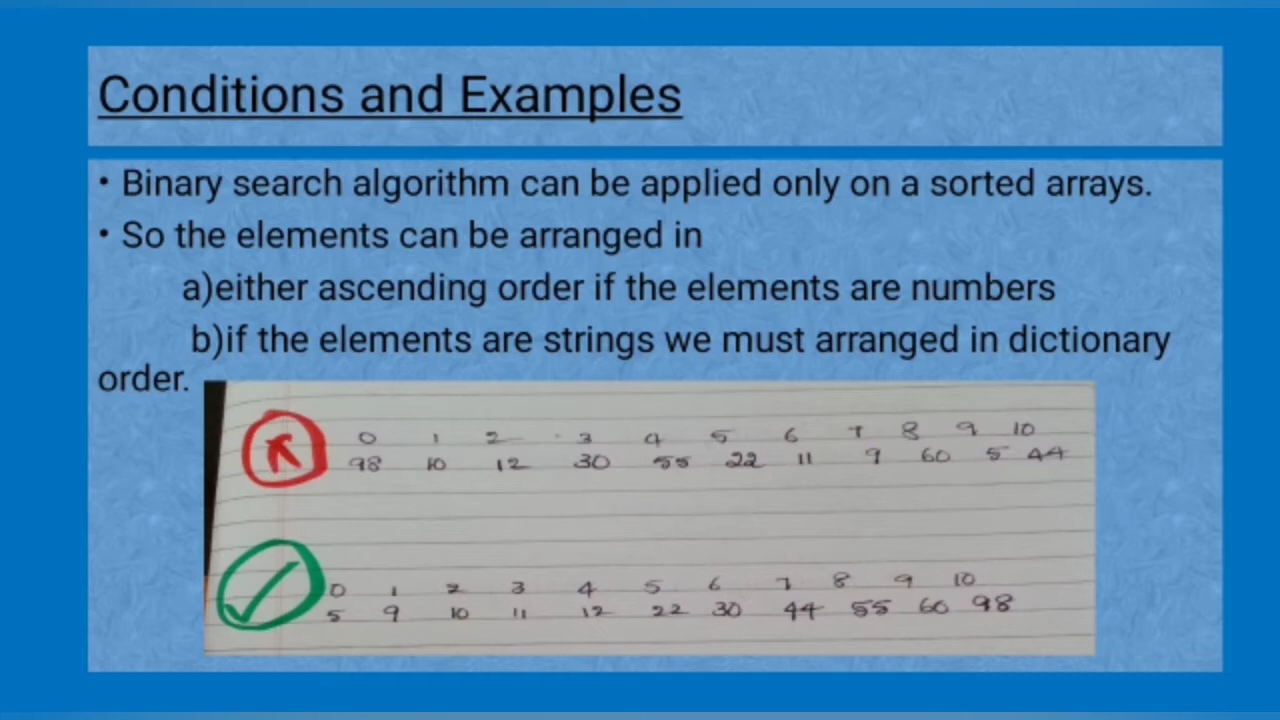 Conditions and Examples
• Binary search algorithm can be applied only on a sorted arrays.
• So the elements can be arranged in
a)either ascending order if the elements are numbers
b)if the elements are strings we must arranged in dictionary
order.
0 1 2 3 4 5 6 7 8 9 10
98 10 12 30 55 22 11 9 60 5 44
0 1 2 3 4 5 6 7 8 9 10
5 9 10 11 12 22 30 44 55 60 98